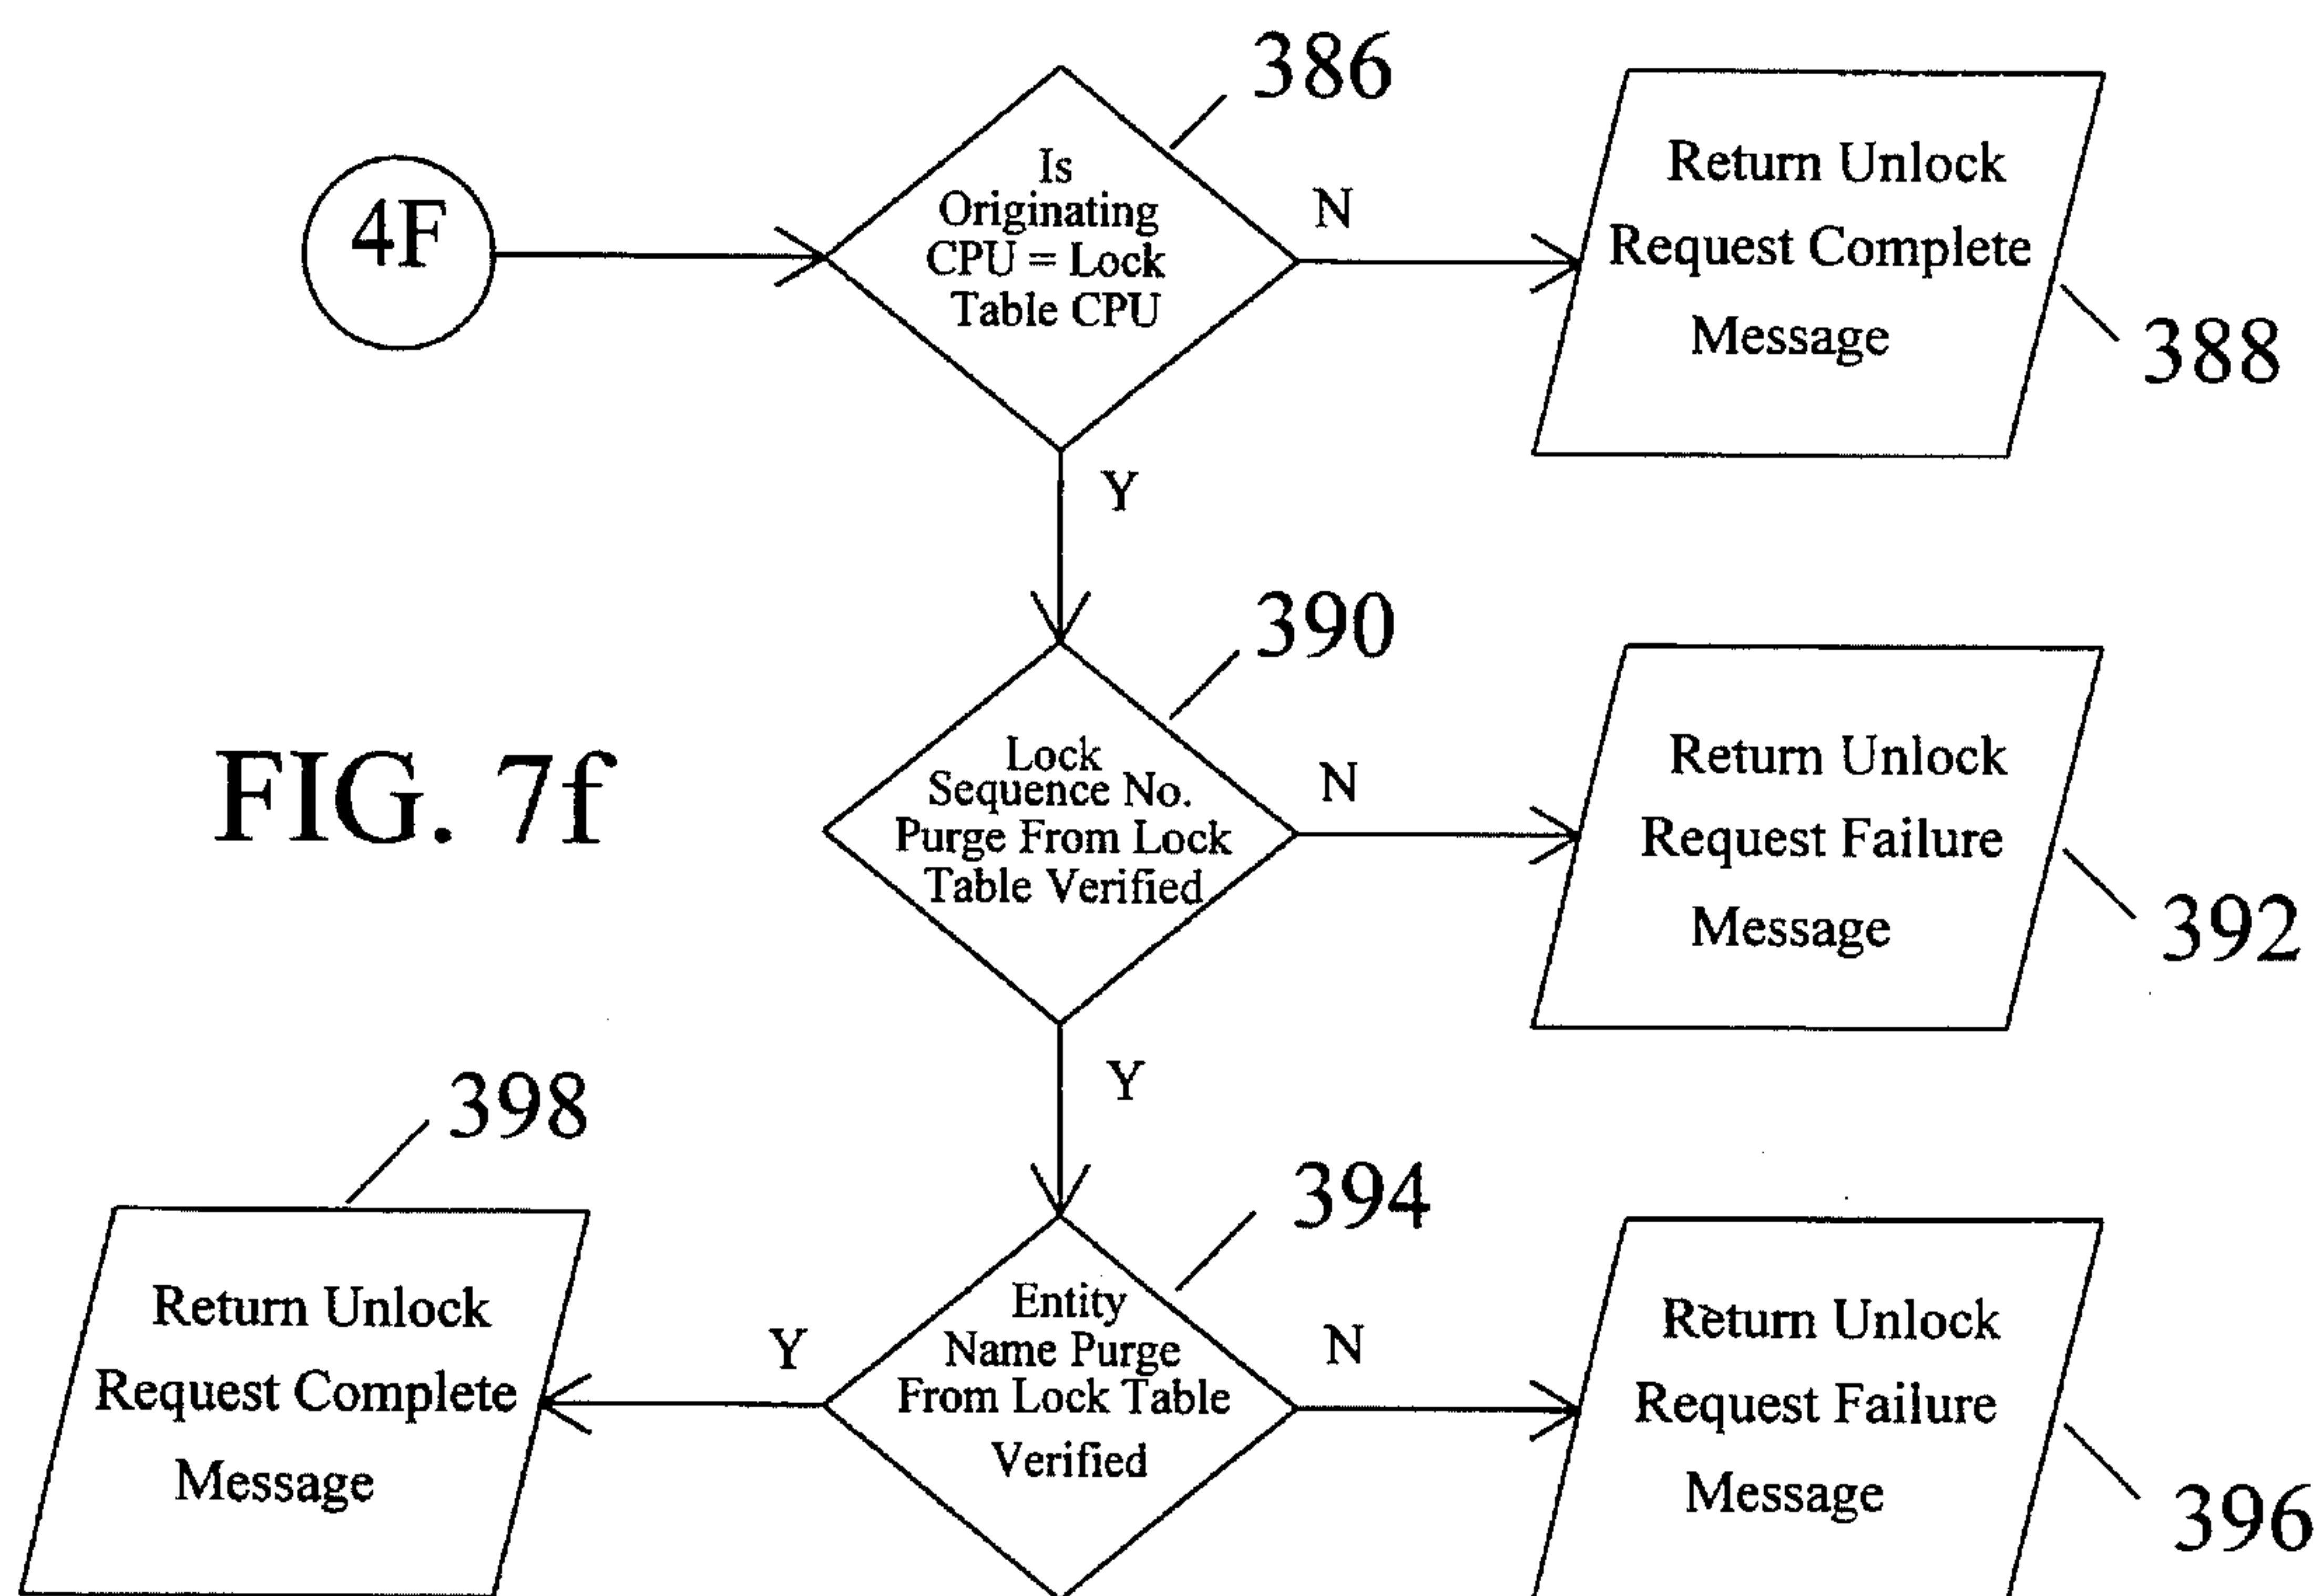 386
4F
Is
Originating
CPU = Lock
Table CPU
N
Return Unlock
Request Complete
Message
388
Y
390
FIG. 7f
Lock
Sequence No.
Purge From Lock
Table Verified
N
Return Unlock
Request Failure
Message
392
Y
398
394
Return Unlock
Request Complete
Message
Y
Entity
Name Purge
From Lock Table
Verified
N
Return Unlock
Request Failure
Message
396